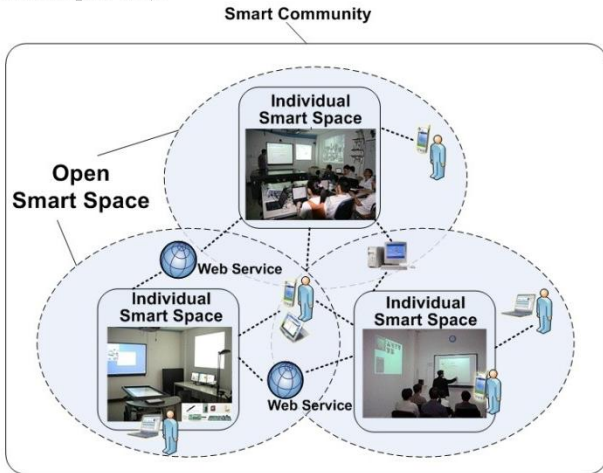 Smart Community
Individual
Smart Space
Open
Smart Space
Web Service
Individual
Smart Space
Individual
Smart Space
Web Service